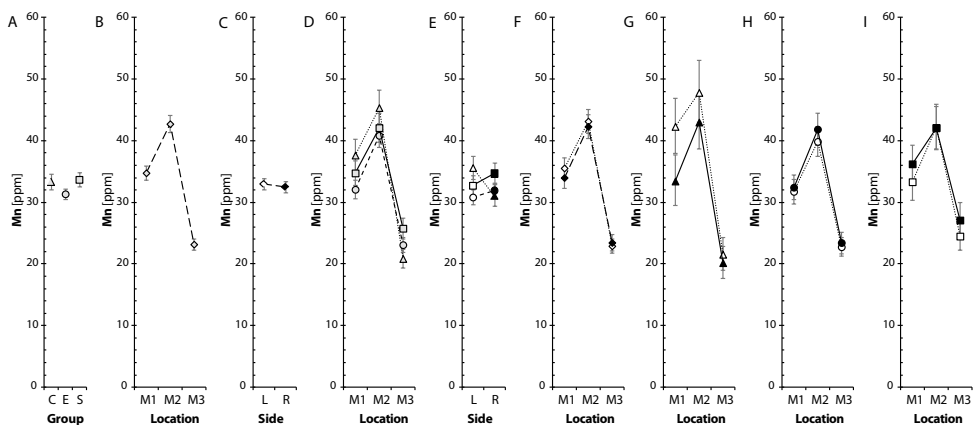 A B C D E F G H I
60 60 60 60 60 60 60 60 60
50 50 50 50 50 50 50 50 50
40 40 40 40 40 40 40 40 40
Mn [ppm] Mn [ppm] Mn [ppm] Mn [ppm] Mn [ppm] Mn [ppm] Mn [ppm] Mn [ppm] Mn [ppm]
30 30 30 30 30 30 30 30 30
20 20 20 20 20 20 20 20 20
10 10 10 10 10 10 10 10 10
0 0 0 0 0 0 0 0 0
C E S M1 M2 M3 L R M1 M2 M3 L R M1 M2 M3 M1 M2 M3 M1 M2 M3 M1 M2 M3
Group Location Side Location Side Location Location Location Location